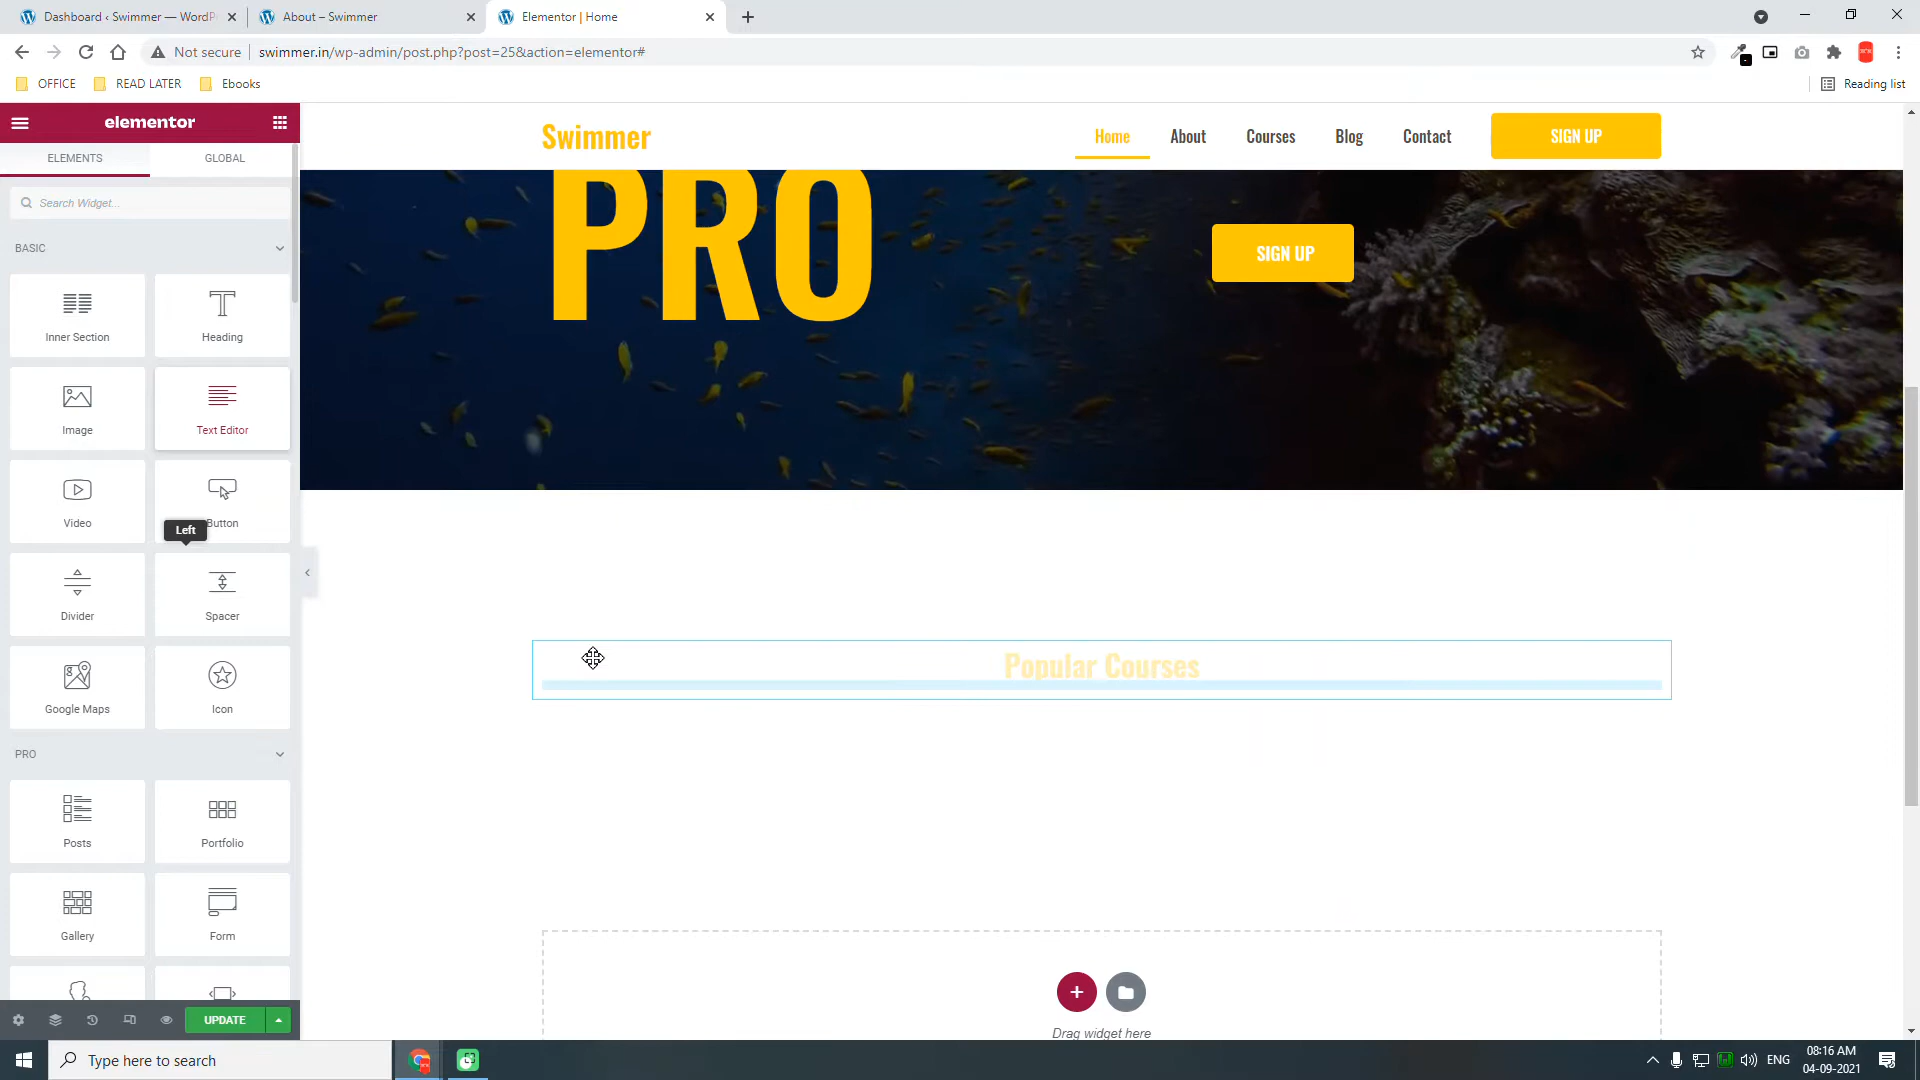 Dashboard ‹ Swimmer — WordP
About – Swimmer
Elementor | Home
Not secure
swimmer.in/wp-admin/post.php?post=25&action=elementor#
OFFICE
READ LATER
Ebooks
Reading list
elementor
ELEMENTS
GLOBAL
Search Widget...
BASIC
Inner Section
Heading
Image
Text Editor
Video
Button
Left
Divider
Spacer
Google Maps
Icon
PRO
Posts
Portfolio
Gallery
Form
UPDATE
Swimmer
Home
About
Courses
Blog
Contact
SIGN UP
PRO
SIGN UP
Popular Courses
Drag widget here
Type here to search
ENG
08:16 AM
04-09-2021